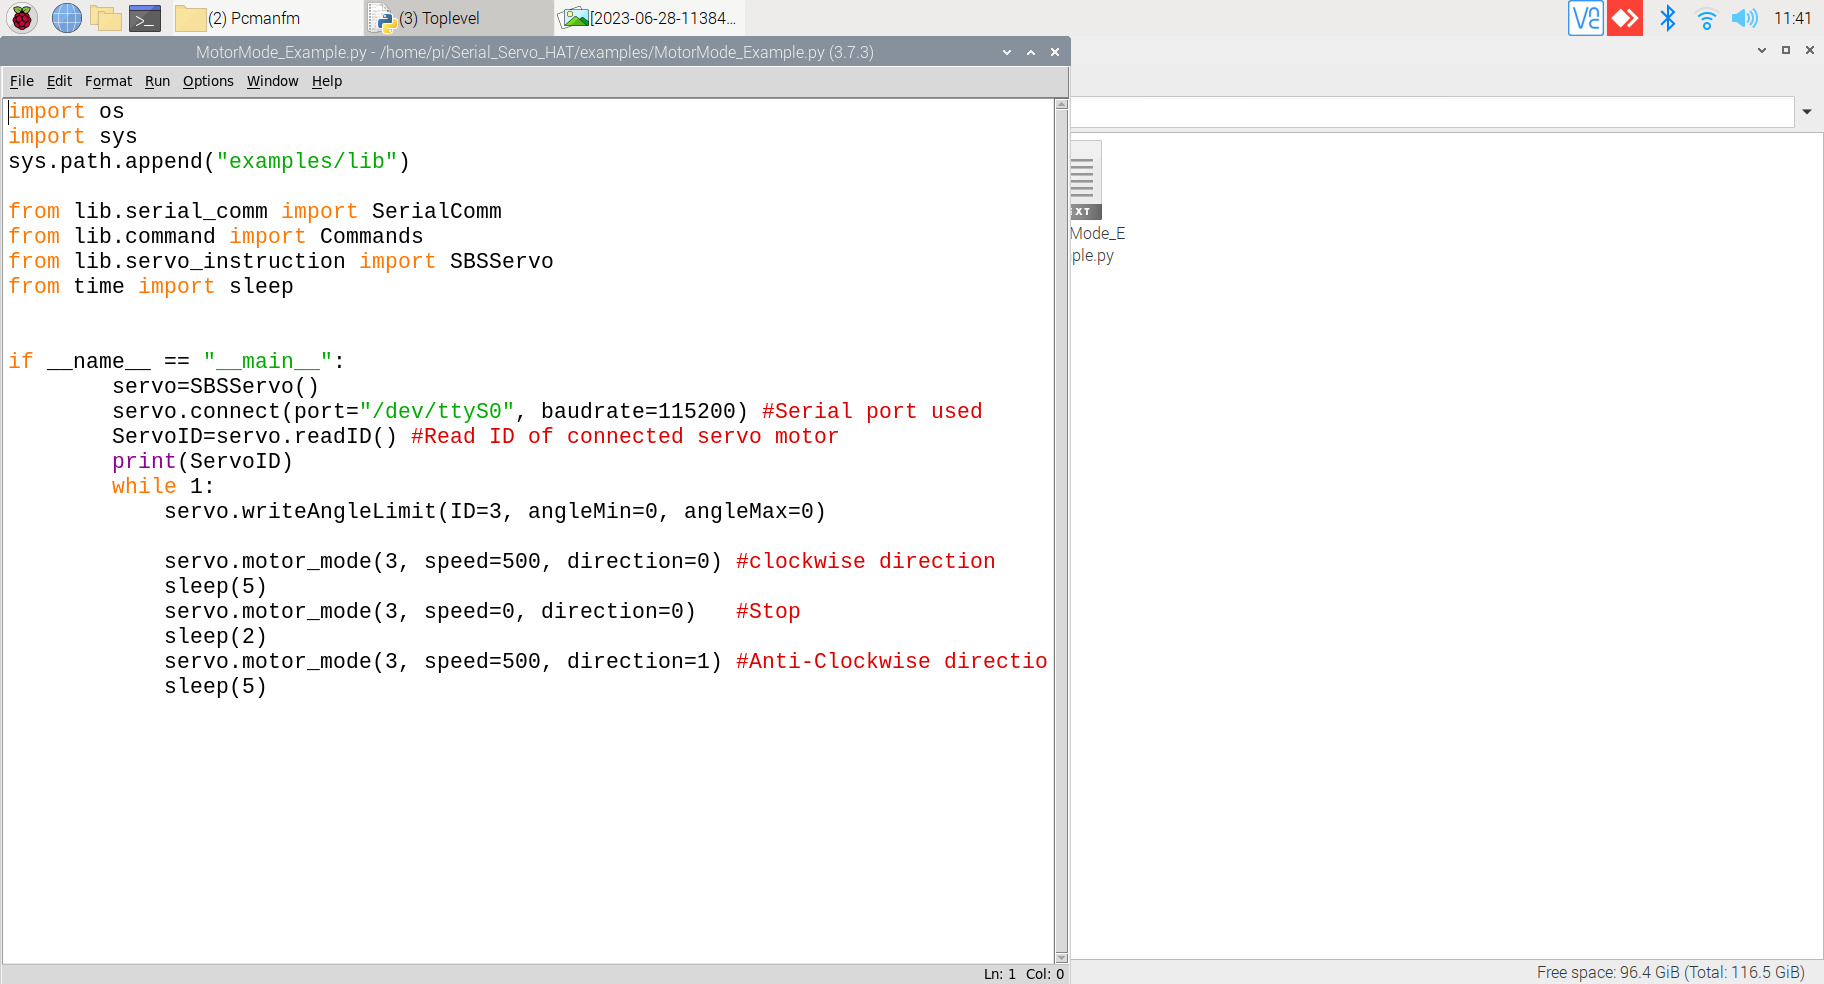 (2) Pcmanfm
(3) Toplevel
[2023-06-28-11384...
11:41
MotorMode_Example.py - /home/pi/Serial_Servo_HAT/examples/MotorMode_Example.py (3.7.3)
File Edit Format Run Options Window Help
import os
import sys
sys.path.append("examples/lib")
from lib.serial_comm import SerialComm
from lib.command import Commands
from lib.servo_instruction import SBSServo
from time import sleep
if __name__ == "__main__":
servo=SBSServo()
servo.connect(port="/dev/ttyS0", baudrate=115200) #Serial port used
ServoID=servo.readID() #Read ID of connected servo motor
print(ServoID)
while 1:
servo.writeAngleLimit(ID=3, angleMin=0, angleMax=0)
servo.motor_mode(3, speed=500, direction=0) #clockwise direction
sleep(5)
servo.motor_mode(3, speed=0, direction=0) #Stop
sleep(2)
servo.motor_mode(3, speed=500, direction=1) #Anti-Clockwise directio
sleep(5)
Ln: 1 Col: 0
EXT
Mode_E
ple.py
Free space: 96.4 GiB (Total: 116.5 GiB)